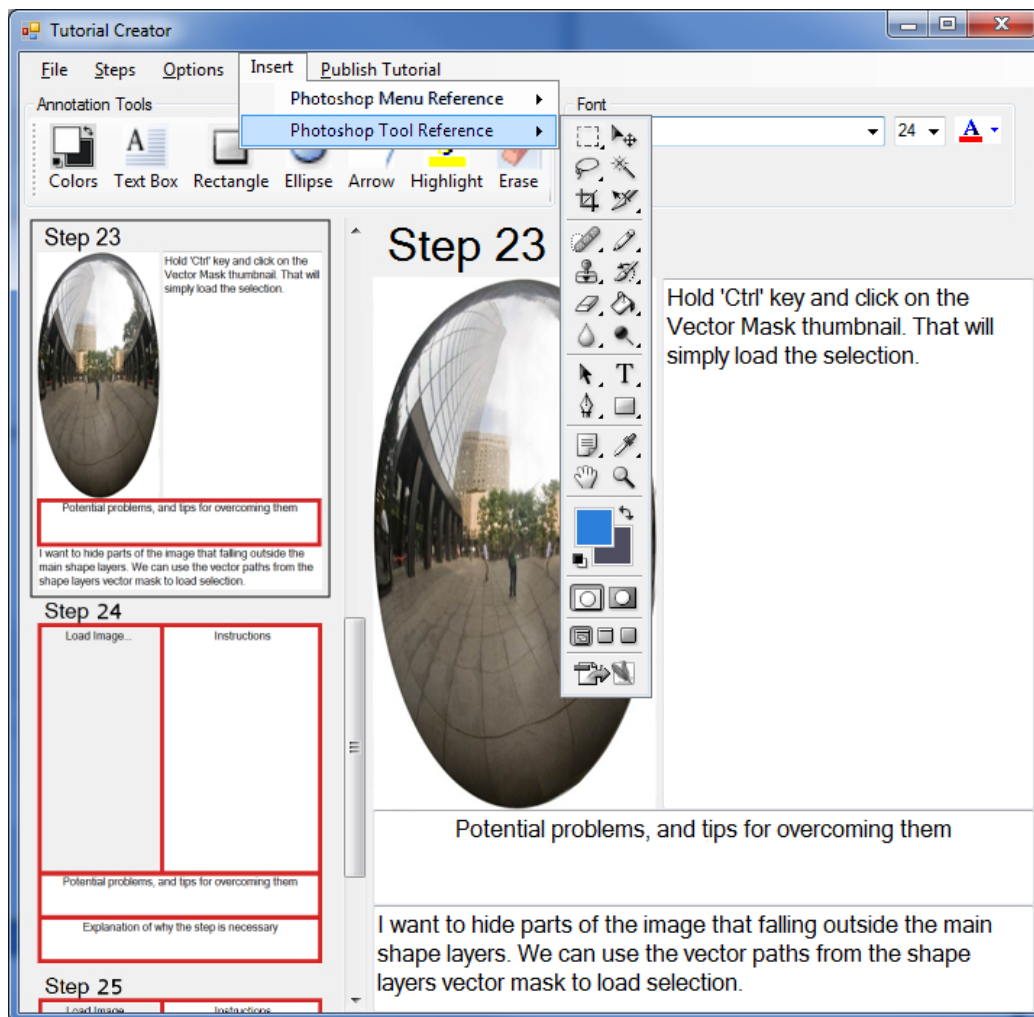 Tutorial Creator
File Steps Options Insert Publish Tutorial
Photoshop Menu Reference
Photoshop Tool Reference
Annotation Tools
Font
24
A
Colors Text Box Rectangle Ellipse Arrow Highlight Erase
Step 23
Hold 'Ctrl' key and click on the
Vector Mask thumbnail. That will
simply load the selection.
Potential problems, and tips for overcoming them
I want to hide parts of the image that falling outside the
main shape layers. We can use the vector paths from the
shape layers vector mask to load selection.
Step 24
Load Image...
Instructions
Potential problems, and tips for overcoming them
Explanation of why the step is necessary
Step 25
Load Image...
Instructions
Step 23
Hold 'Ctrl' key and click on the
Vector Mask thumbnail. That will
simply load the selection.
Potential problems, and tips for overcoming them
I want to hide parts of the image that falling outside the main
shape layers. We can use the vector paths from the shape
layers vector mask to load selection.